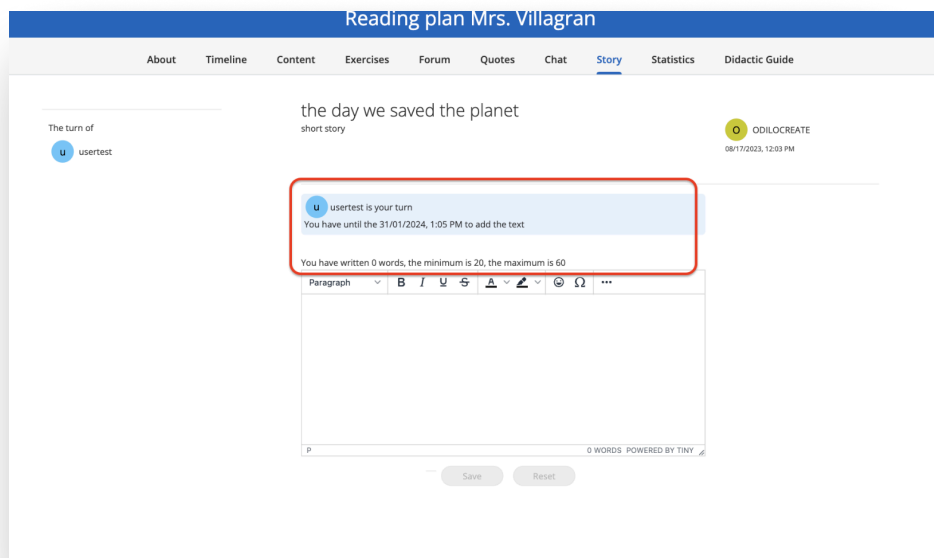 Reading plan Mrs. Villagran
About Timeline Content Exercises Forum Quotes Chat Story Statistics Didactic Guide
the day we saved the planet
short story
The turn of
u usertest
O ODILOCREATE
08/17/2023, 12:03 PM
u usertest is your turn
You have until the 31/01/2024, 1:05 PM to add the text
You have written 0 words, the minimum is 20, the maximum is 60
Paragraph B I U S A Ω
P 0 WORDS POWERED BY TINY
Save Reset